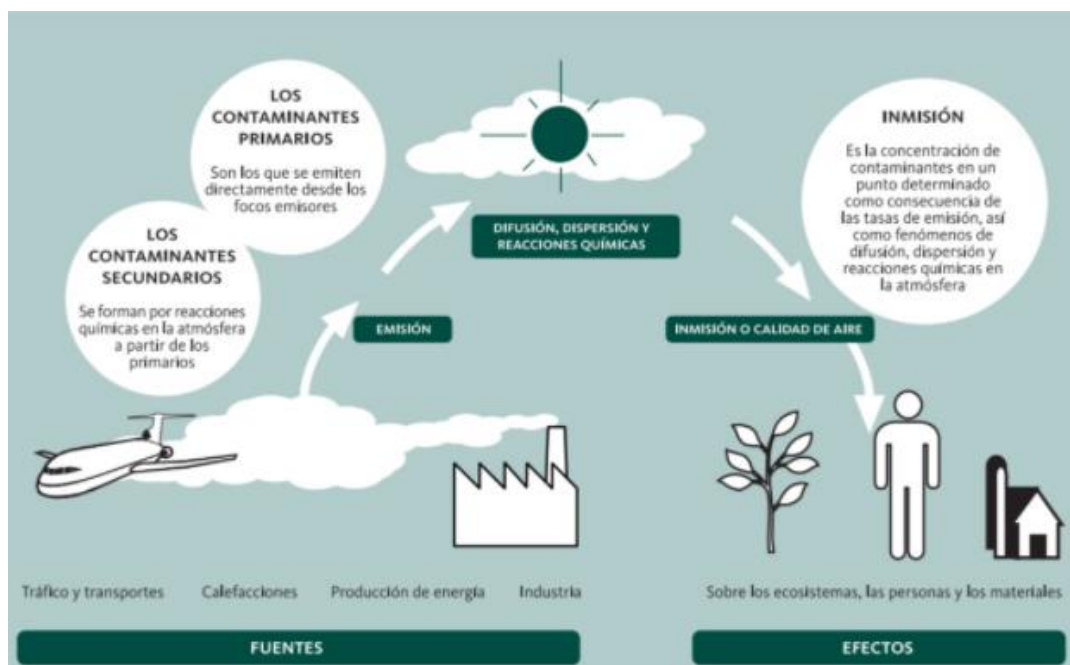 LOS
CONTAMINANTES
PRIMARIOS
Son los que se emiten
directamente desde los
focos emisores
LOS
CONTAMINANTES
SECUNDARIOS
Se forman por reacciones
químicas en la atmósfera
a partir de los
primarios
DIFUSIÓN, DISPERSIÓN Y
REACCIONES QUÍMICAS
EMISIÓN
INMISIÓN
Es la concentración de
contaminantes en un
punto determinado
como consecuencia de
las tasas de emisión, así
como fenómenos de
difusión, dispersión y
reacciones químicas en
la atmósfera
INMISIÓN O CALIDAD DE AIRE
Tráfico y transportes
Calefacciones
Producción de energía
Industria
Sobre los ecosistemas, las personas y los materiales
FUENTES
EFECTOS